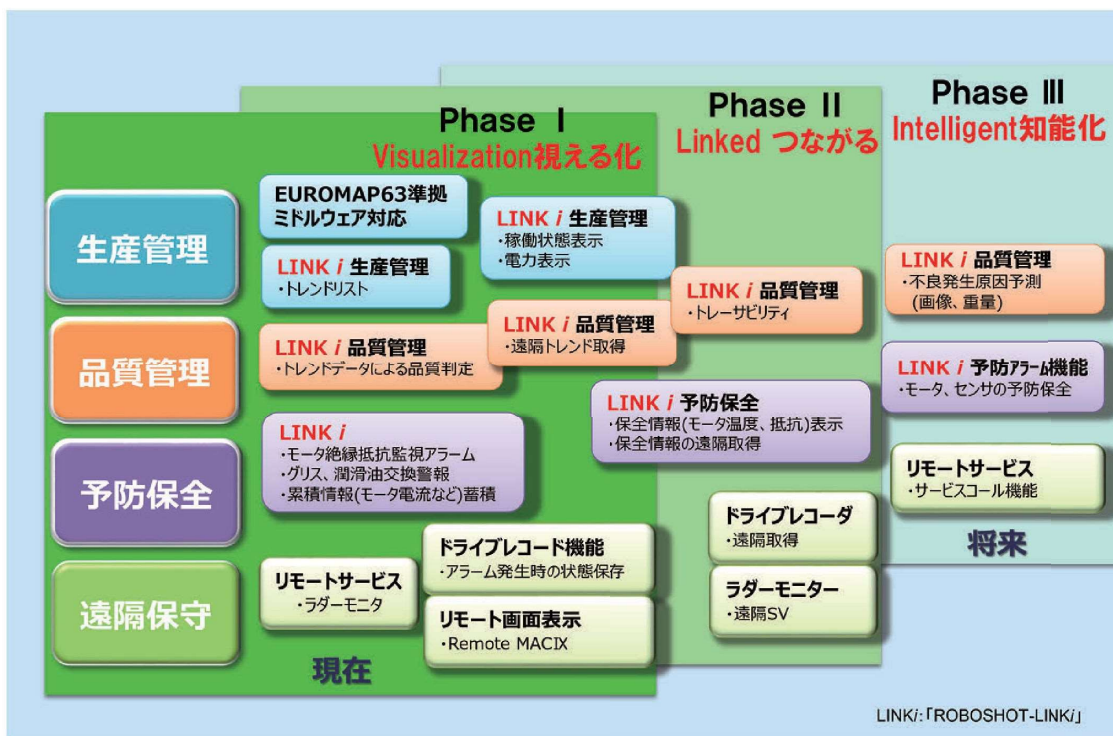 Phase Ⅰ
Visualization視える化
Phase Ⅱ
Linked つながる
Phase Ⅲ
Intelligent知能化
生産管理
EUROMAP63準拠
ミドルウェア対応
LINK i 生産管理
・トレンドリスト
LINK i 生産管理
・稼働状態表示
・電力表示
品質管理
LINK i 品質管理
・トレンドデータによる品質判定
LINK i 品質管理
・遠隔トレンド取得
LINK i 品質管理
・トレーサビリティ
LINK i 品質管理
・不良発生原因予測
(画像、重量)
予防保全
LINK i
・モータ絶縁抵抗監視アラーム
・グリス、潤滑油交換警報
・累積情報(モータ電流など)蓄積
LINK i 予防保全
・保全情報(モータ温度、抵抗)表示
・保全情報の遠隔取得
LINK i 予防アラーム機能
・モータ、センサの予防保全
遠隔保守
リモートサービス
・ラダーモニタ
ドライブレコード機能
・アラーム発生時の状態保存
リモート画面表示
・Remote MACIX
ドライブレコーダ
・遠隔取得
ラダーモニター
・遠隔SV
リモートサービス
・サービスコール機能
現在
将来
LINKi:「ROBOSHOT-LINKi」